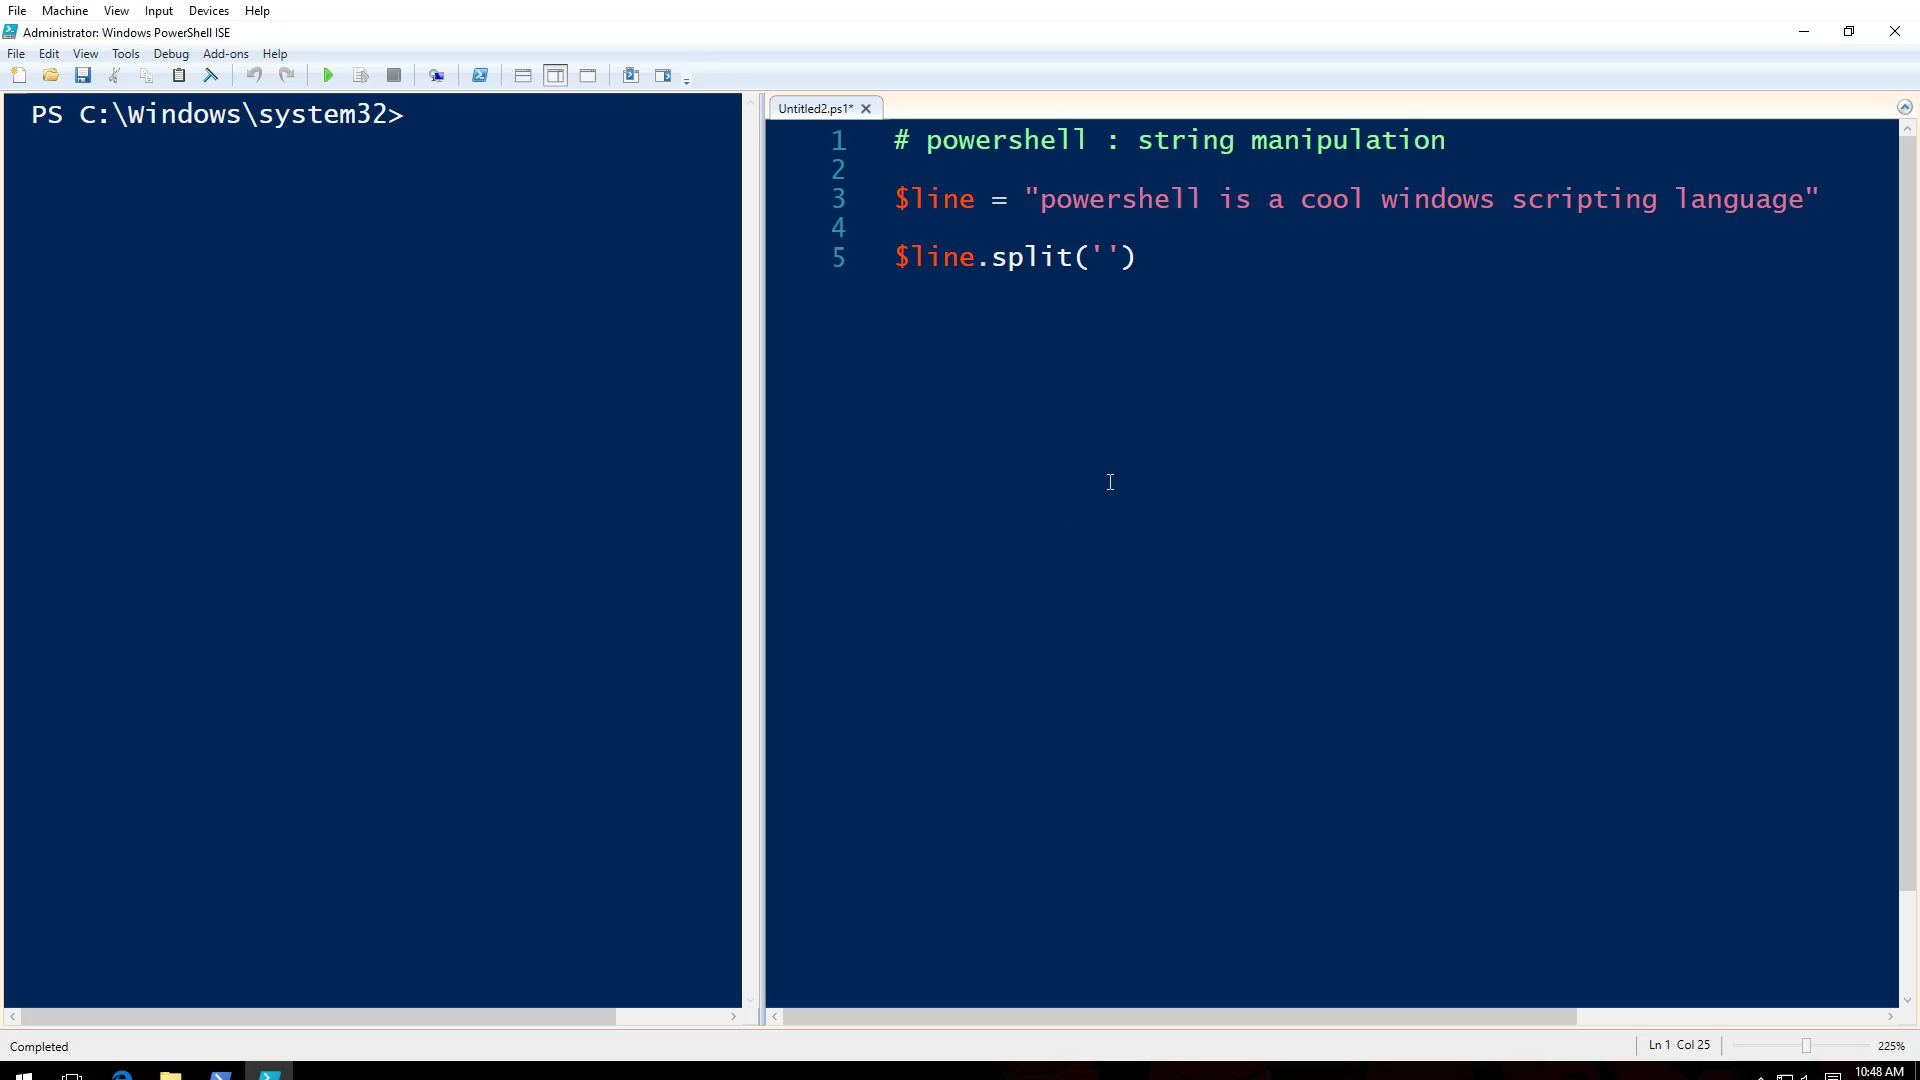 File Machine View Input Devices Help
Administrator: Windows PowerShell ISE
File Edit View Tools Debug Add-ons Help
PS C:\Windows\system32>
Untitled2.ps1*
1 # powershell : string manipulation
2
3 $line = "powershell is a cool windows scripting language"
4
5 $line.split('')
Completed
Ln 1 Col 25
225%
10:48 AM